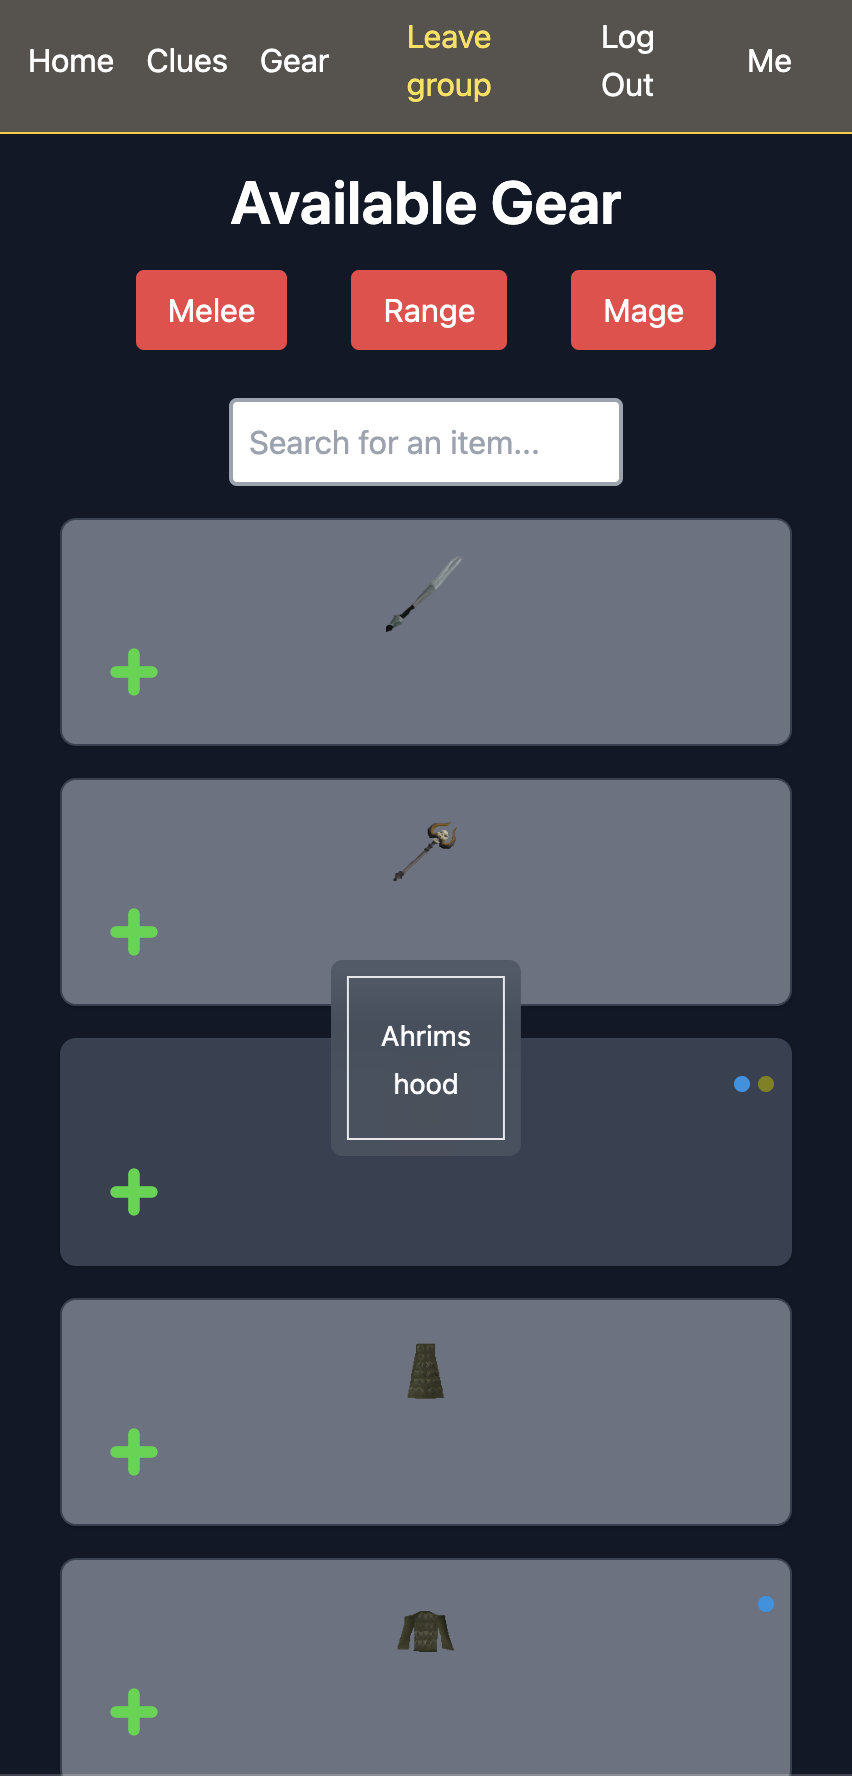 Home Clues Gear Leave group Log Out Me
Available Gear
Melee Range Mage
Search for an item...
Ahrims
hood